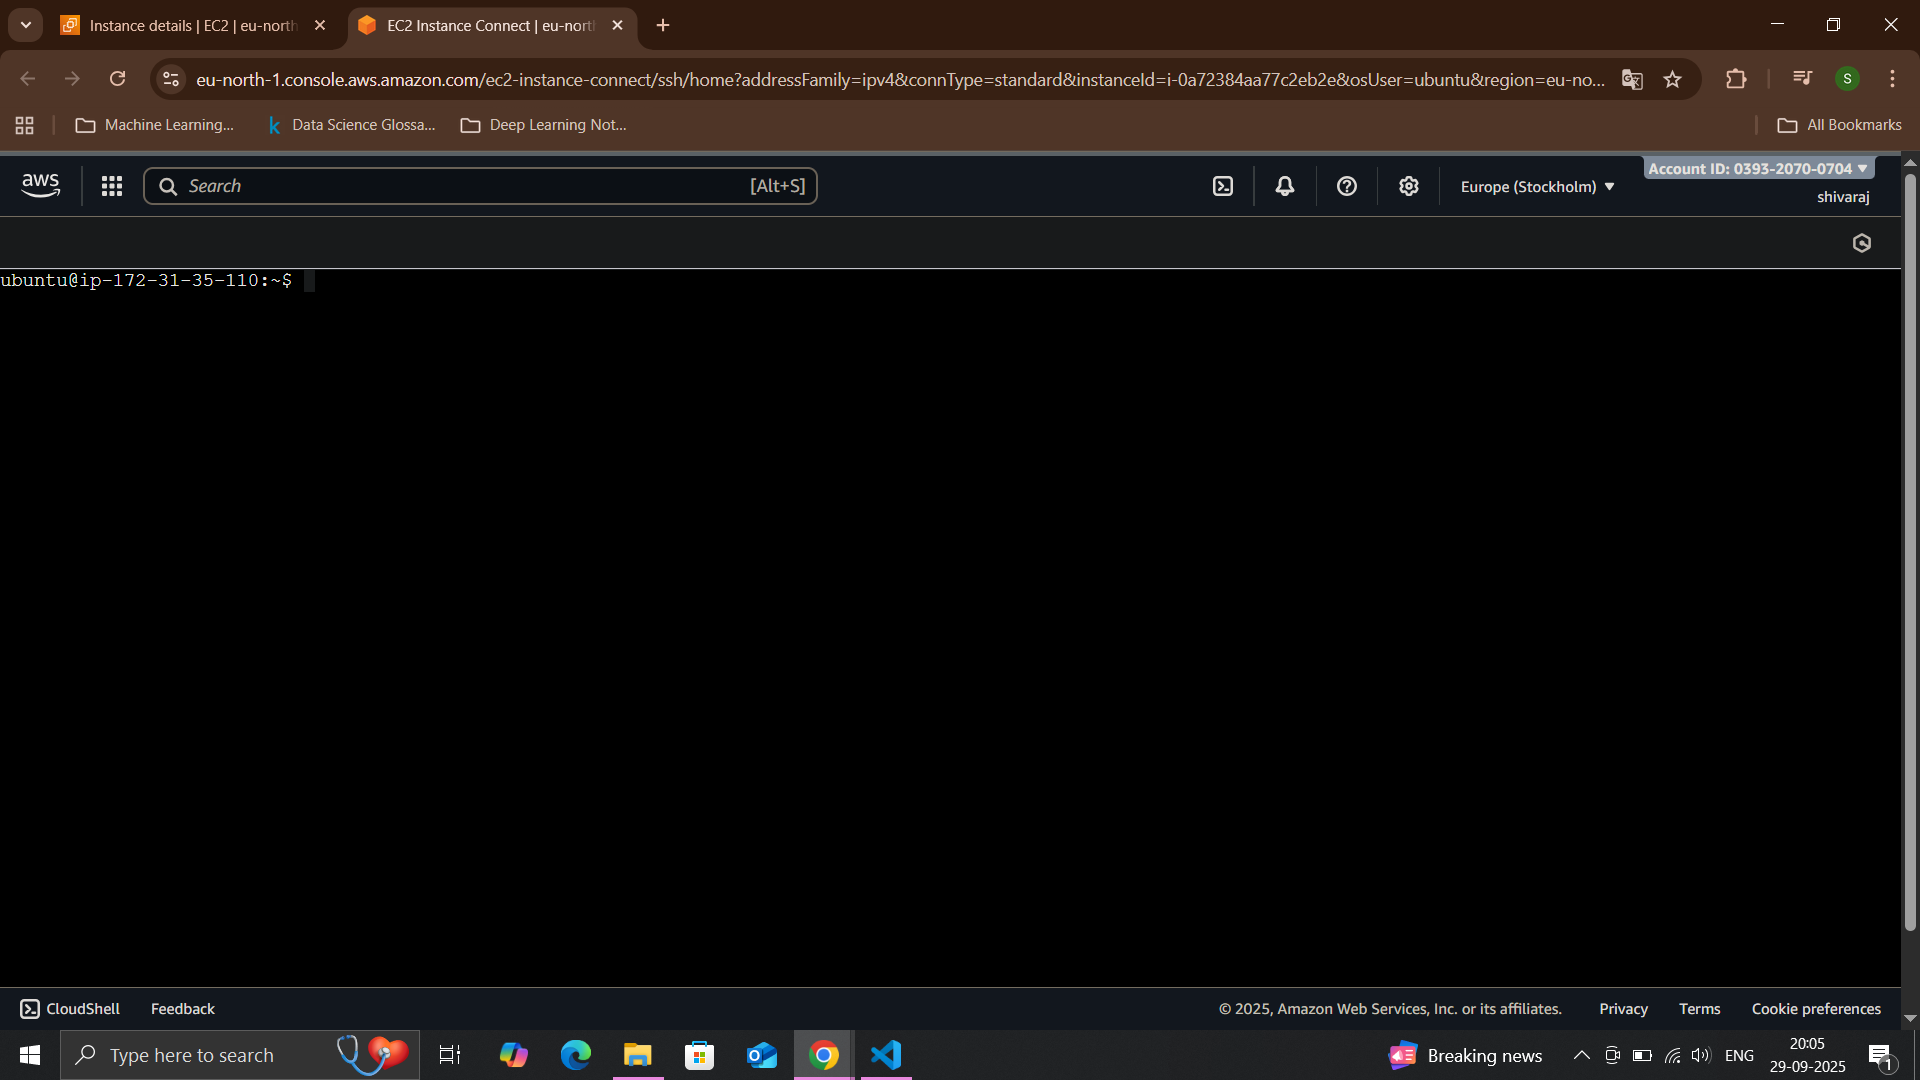 Instance details | EC2 | eu-north
EC2 Instance Connect | eu-nort
eu-north-1.console.aws.amazon.com/ec2-instance-connect/ssh/home?addressFamily=ipv4&connType=standard&instanceId=i-0a72384aa77c2eb2e&osUser=ubuntu&region=eu-no...
S
Machine Learning...
Data Science Glossa...
Deep Learning Not...
All Bookmarks
aws
Search
[Alt+S]
Europe (Stockholm)
Account ID: 0393-2070-0704
shivaraj
ubuntu@ip-172-31-35-110:~$
CloudShell
Feedback
© 2025, Amazon Web Services, Inc. or its affiliates.
Privacy
Terms
Cookie preferences
Type here to search
Breaking news
ENG
20:05
29-09-2025
1